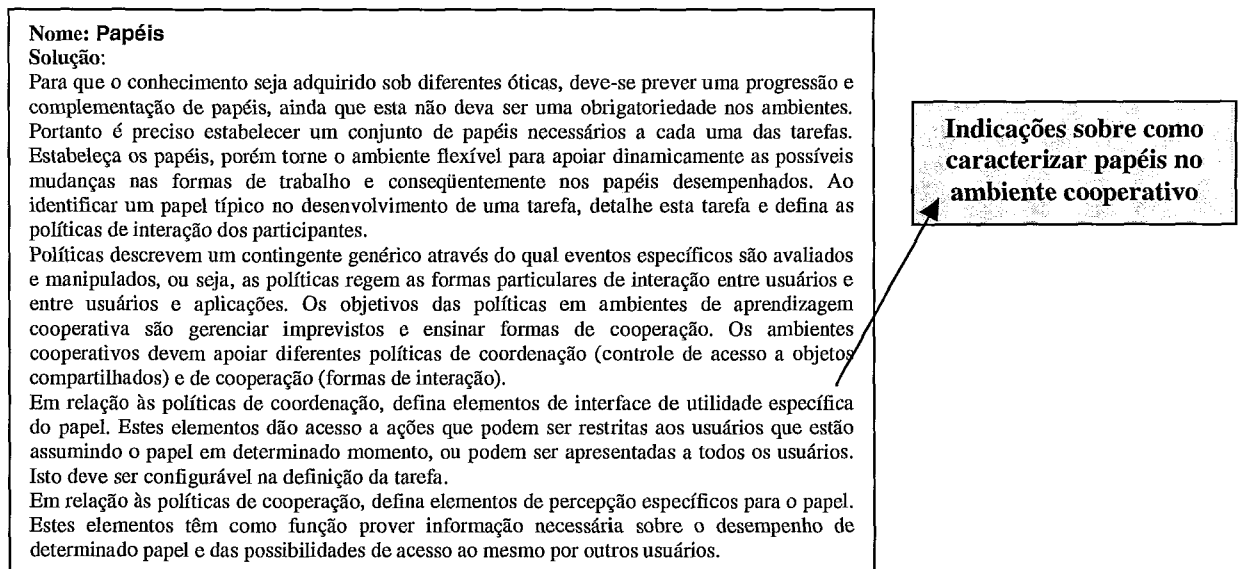 Nome: Papéis
Solução:
Para que o conhecimento seja adquirido sob diferentes óticas, deve-se prever uma progressão e
complementação de papéis, ainda que esta não deva ser uma obrigatoriedade nos ambientes.
Portanto é preciso estabelecer um conjunto de papéis necessários a cada uma das tarefas.
Estabeleça os papéis, porém torne o ambiente flexível para apoiar dinamicamente as possíveis
mudanças nas formas de trabalho e conseqüentemente nos papéis desempenhados. Ao
identificar um papel típico no desenvolvimento de uma tarefa, detalhe esta tarefa e defina as
políticas de interação dos participantes.
Políticas descrevem um contingente genérico através do qual eventos específicos são avaliados
e manipulados, ou seja, as políticas regem as formas particulares de interação entre usuários e
entre usuários e aplicações. Os objetivos das políticas em ambientes de aprendizagem
cooperativa são gerenciar imprevistos e ensinar formas de cooperação. Os ambientes
cooperativos devem apoiar diferentes políticas de coordenação (controle de acesso a objetos
compartilhados) e de cooperação (formas de interação).
Em relação às políticas de coordenação, defina elementos de interface de utilidade específica
do papel. Estes elementos dão acesso a ações que podem ser restritas aos usuários que estão
assumindo o papel em determinado momento, ou podem ser apresentadas a todos os usuários.
Isto deve ser configurável na definição da tarefa.
Em relação às políticas de cooperação, defina elementos de percepção específicos para o papel.
Estes elementos têm como função prover informação necessária sobre o desempenho de
determinado papel e das possibilidades de acesso ao mesmo por outros usuários.
Indicações sobre como
caracterizar papéis no
ambiente cooperativo